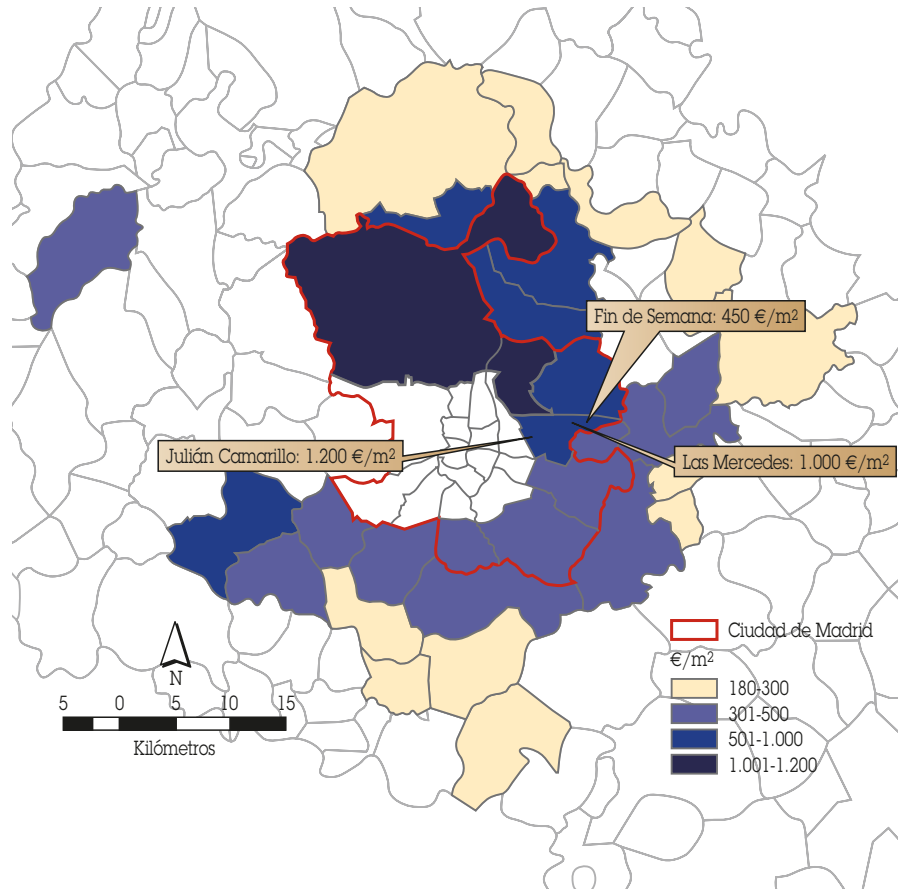 Fin de Semana: 450 €/m²
Julián Camarillo: 1.200 €/m²
Las Mercedes: 1.000 €/m²
Ciudad de Madrid
€/m²
180-300
301-500
501-1.000
1.001-1.200
N
5 0 5 10 15
Kilómetros